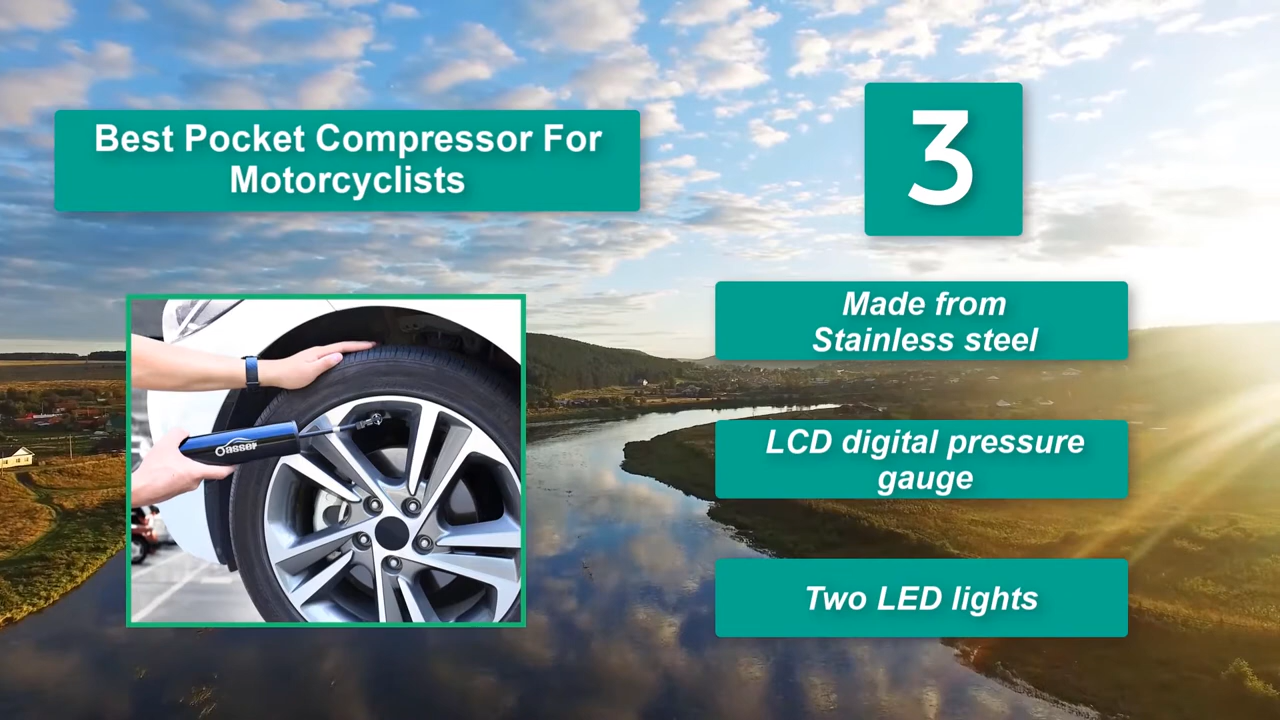 Best Pocket Compressor For
Motorcyclists
3
Made from
Stainless steel
LCD digital pressure
gauge
Two LED lights
Oasser